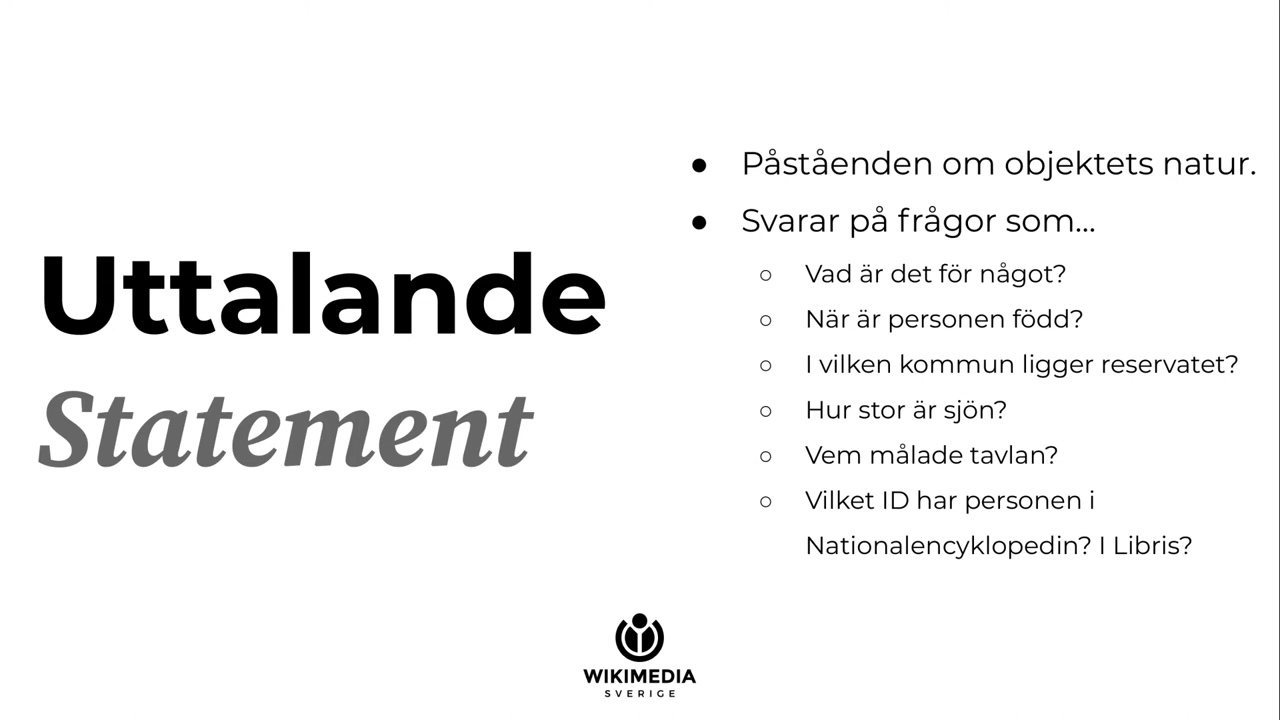 Uttalande
Statement
● Påståenden om objektets natur.
● Svarar på frågor som...
○ Vad är det för något?
○ När är personen född?
○ I vilken kommun ligger reservatet?
○ Hur stor är sjön?
○ Vem målade tavlan?
○ Vilket ID har personen i
Nationalencyklopedin? I Libris?
WIKIMEDIA
SVERIGE